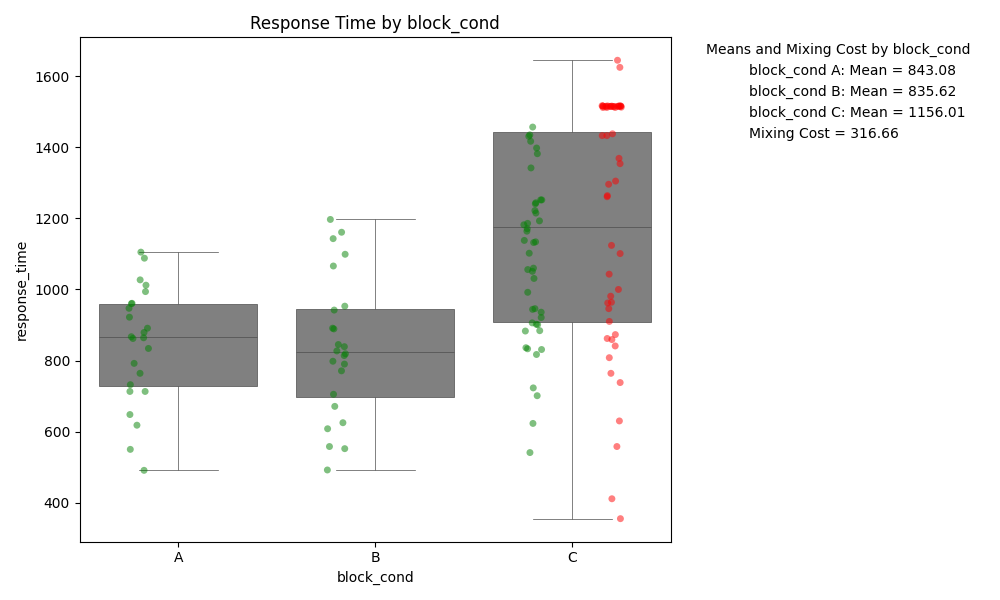 Response Time by block_cond
Means and Mixing Cost by block_cond
block_cond A: Mean = 843.08
block_cond B: Mean = 835.62
block_cond C: Mean = 1156.01
Mixing Cost = 316.66
response_time
1600
1400
1200
1000
800
600
400
A B C
block_cond